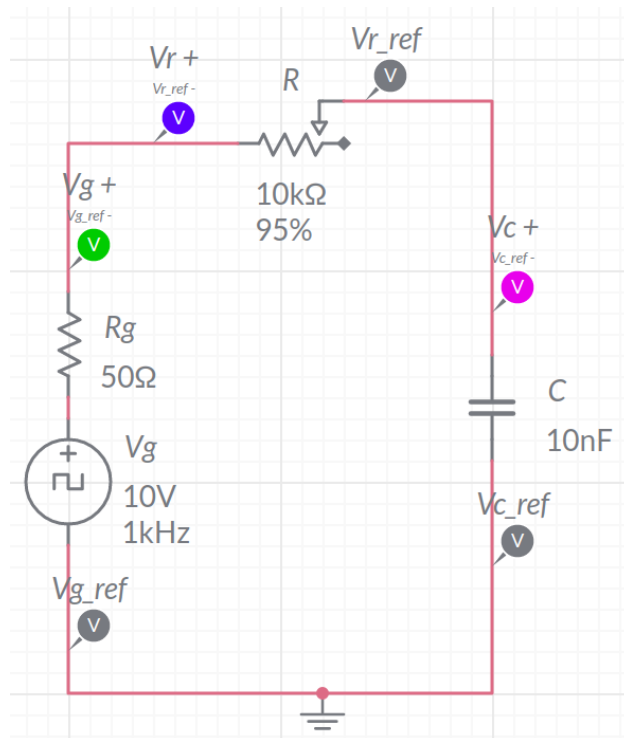 Vr_ref
Vr +
Vr_ref -
V
V
R
Vg +
Vg_ref -
V
10kΩ
95%
Vc +
Vc_ref -
V
Rg
50Ω
C
10nF
Vg
10V
1kHz
Vc_ref
V
Vg_ref
V